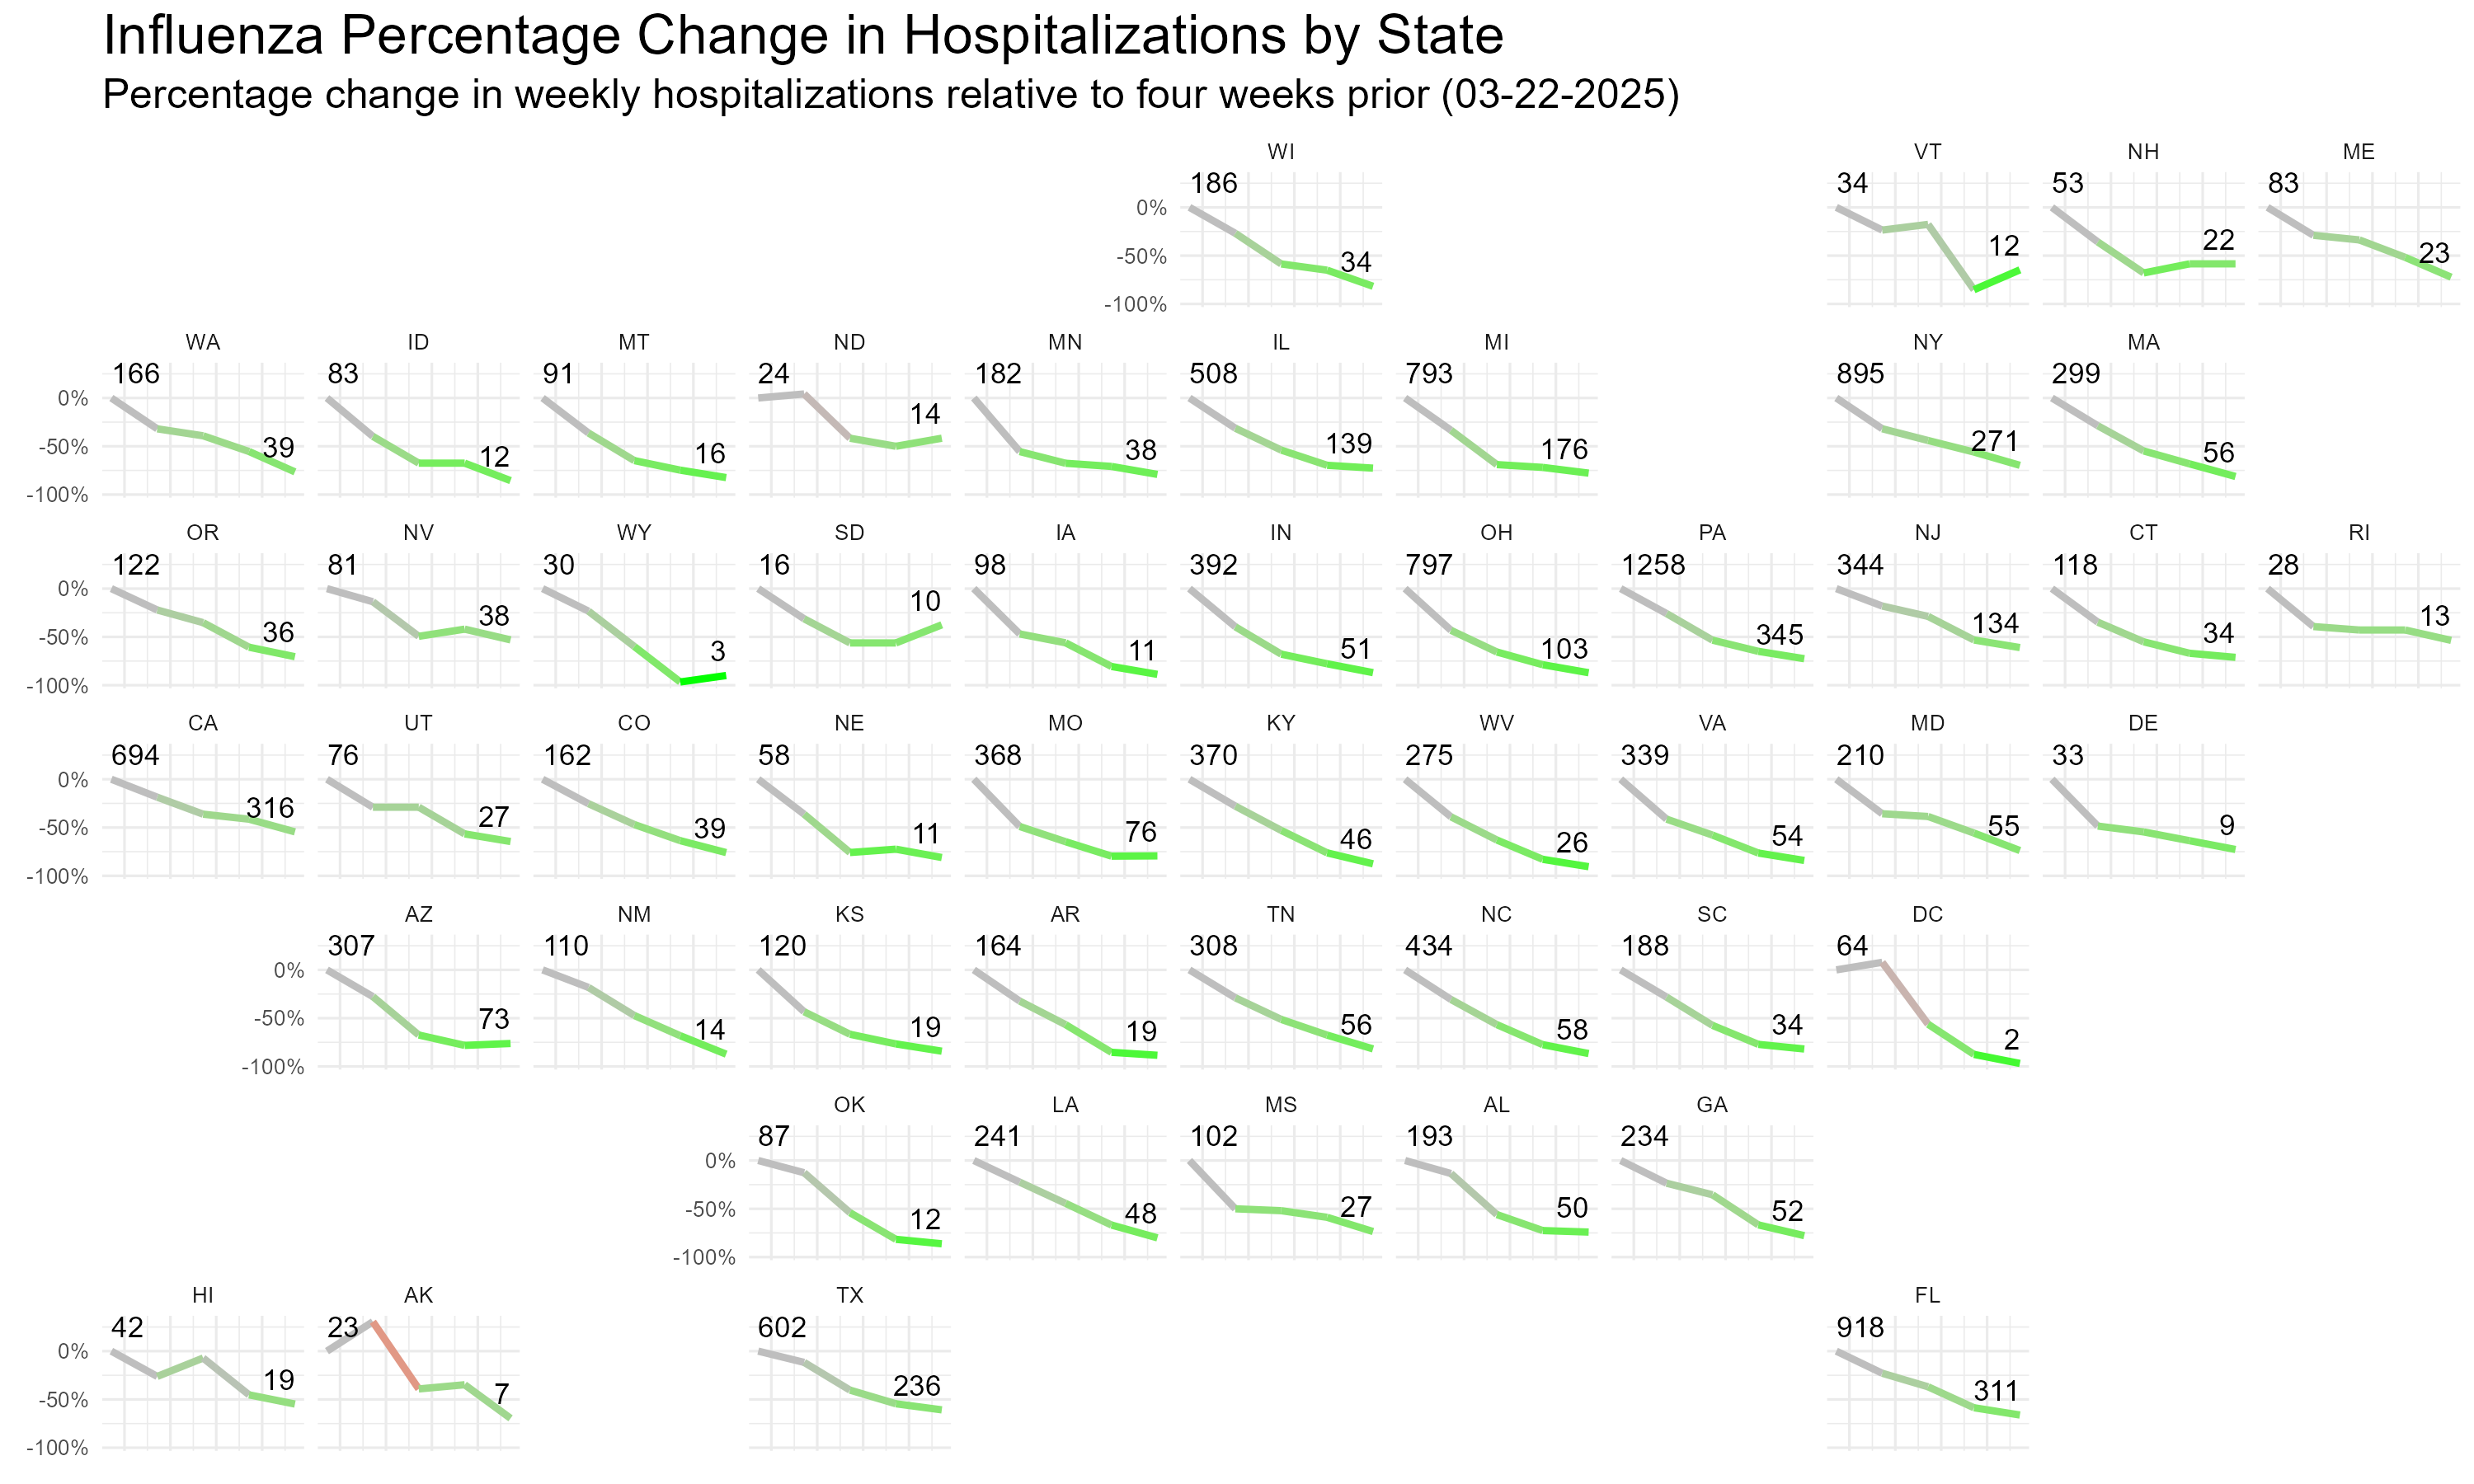 Influenza Percentage Change in Hospitalizations by State
Percentage change in weekly hospitalizations relative to four weeks prior (03-22-2025)
WI VT NH ME
186 34 53 83
0%
12 22 23
-50% 34
-100%
WA ID MT ND MN IL MI NY MA
166 83 91 24 182 508 793 895 299
0%
14
-50% 39 12 16 38 139 176 271 56
-100%
OR NV WY SD IA IN OH PA NJ CT RI
122 81 30 16 98 392 797 1258 344 118 28
0%
-50% 36 38 3 10 11 51 103 345 134 34 13
-100%
CA UT CO NE MO KY WV VA MD DE
694 76 162 58 368 370 275 339 210 33
0%
-50% 316 27 39 11 76 46 26 54 55 9
-100%
AZ NM KS AR TN NC SC DC
307 110 120 164 308 434 188 64
0%
-50% 73 14 19 19 56 58 34 2
-100%
OK LA MS AL GA
87 241 102 193 234
0%
-50% 12 48 27 50 52
-100%
HI AK TX FL
42 23 602 918
0%
-50% 19 7 236 311
-100%